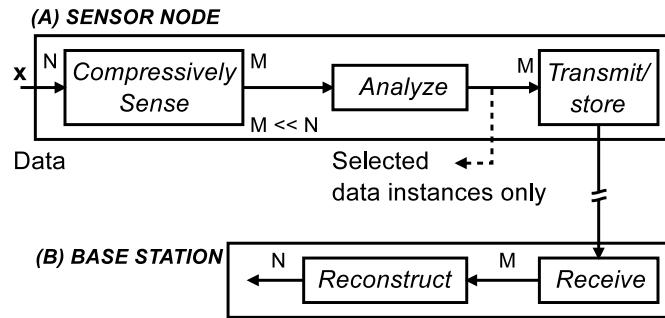 (A) SENSOR NODE
x
N
Compressively
Sense
M
M << N
Analyze
M
Transmit/
store
Data
Selected
data instances only
(B) BASE STATION
N
Reconstruct
M
Receive